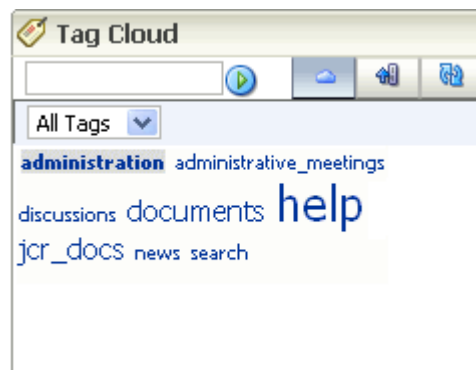 Tag Cloud
All Tags
administration administrative_meetings
discussions documents help
jcr_docs news search